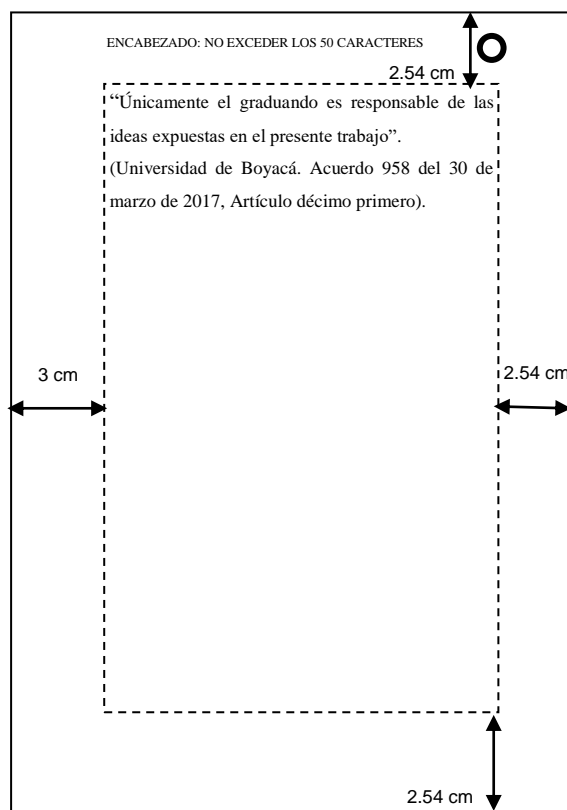 ENCABEZADO: NO EXCEDER LOS 50 CARACTERES
2.54 cm
“Únicamente el graduando es responsable de las
ideas expuestas en el presente trabajo”.
(Universidad de Boyacá. Acuerdo 958 del 30 de
marzo de 2017, Artículo décimo primero).
3 cm
2.54 cm
2.54 cm